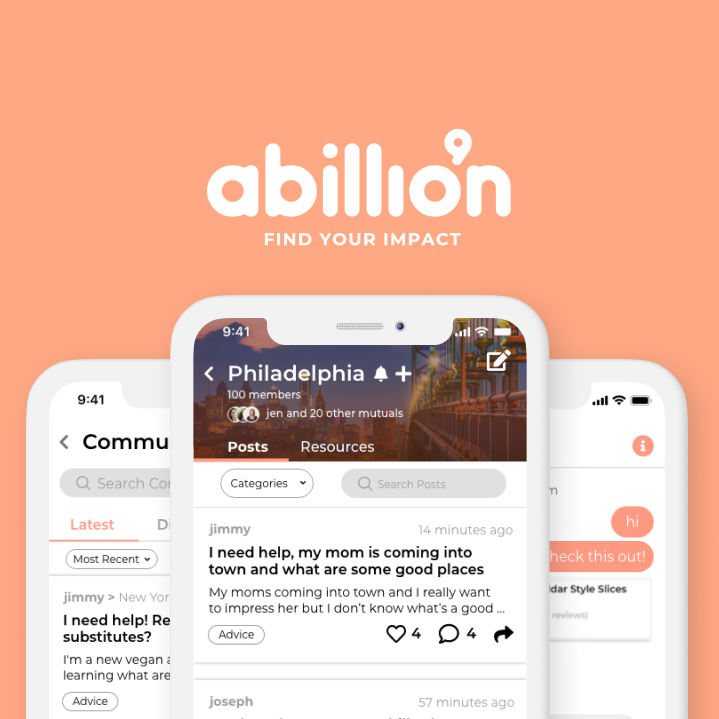 abillion
FIND YOUR IMPACT
9:41
Philadelphia
100 members
jen and 20 other mutuals
Posts Resources
Categories Search Posts
jimmy 14 minutes ago
I need help, my mom is coming into
town and what are some good places
My moms coming into town and I really want
to impress her but I don't know what's a good ...
Advice 4 4
joseph 57 minutes ago
9:41
Commu
Search Co
Latest Di
Most Recent
jimmy > New Yor
I need help! Re
substitutes?
I'm a new vegan a
learning what are
Advice
hi
heck this out!
dar Style Slices
reviews)